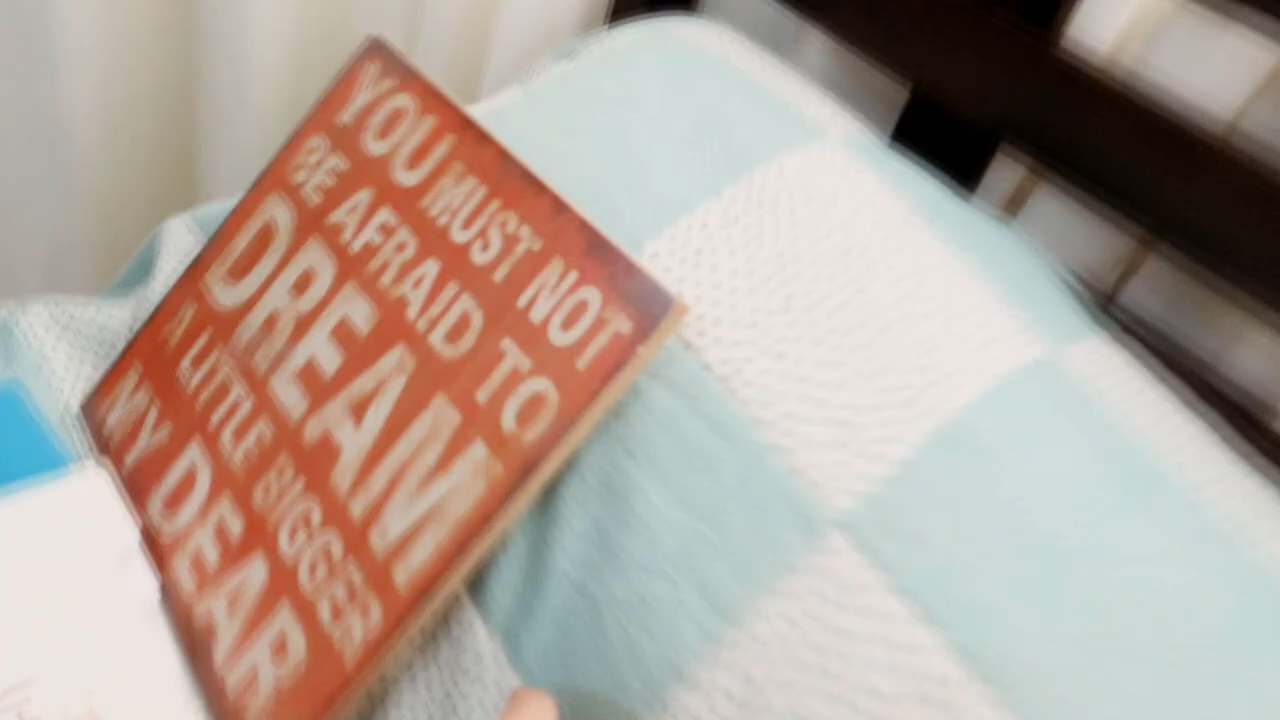 YOU MUST NOT
BE AFRAID TO
DREAM
A LITTLE BIGGER
MY DEAR